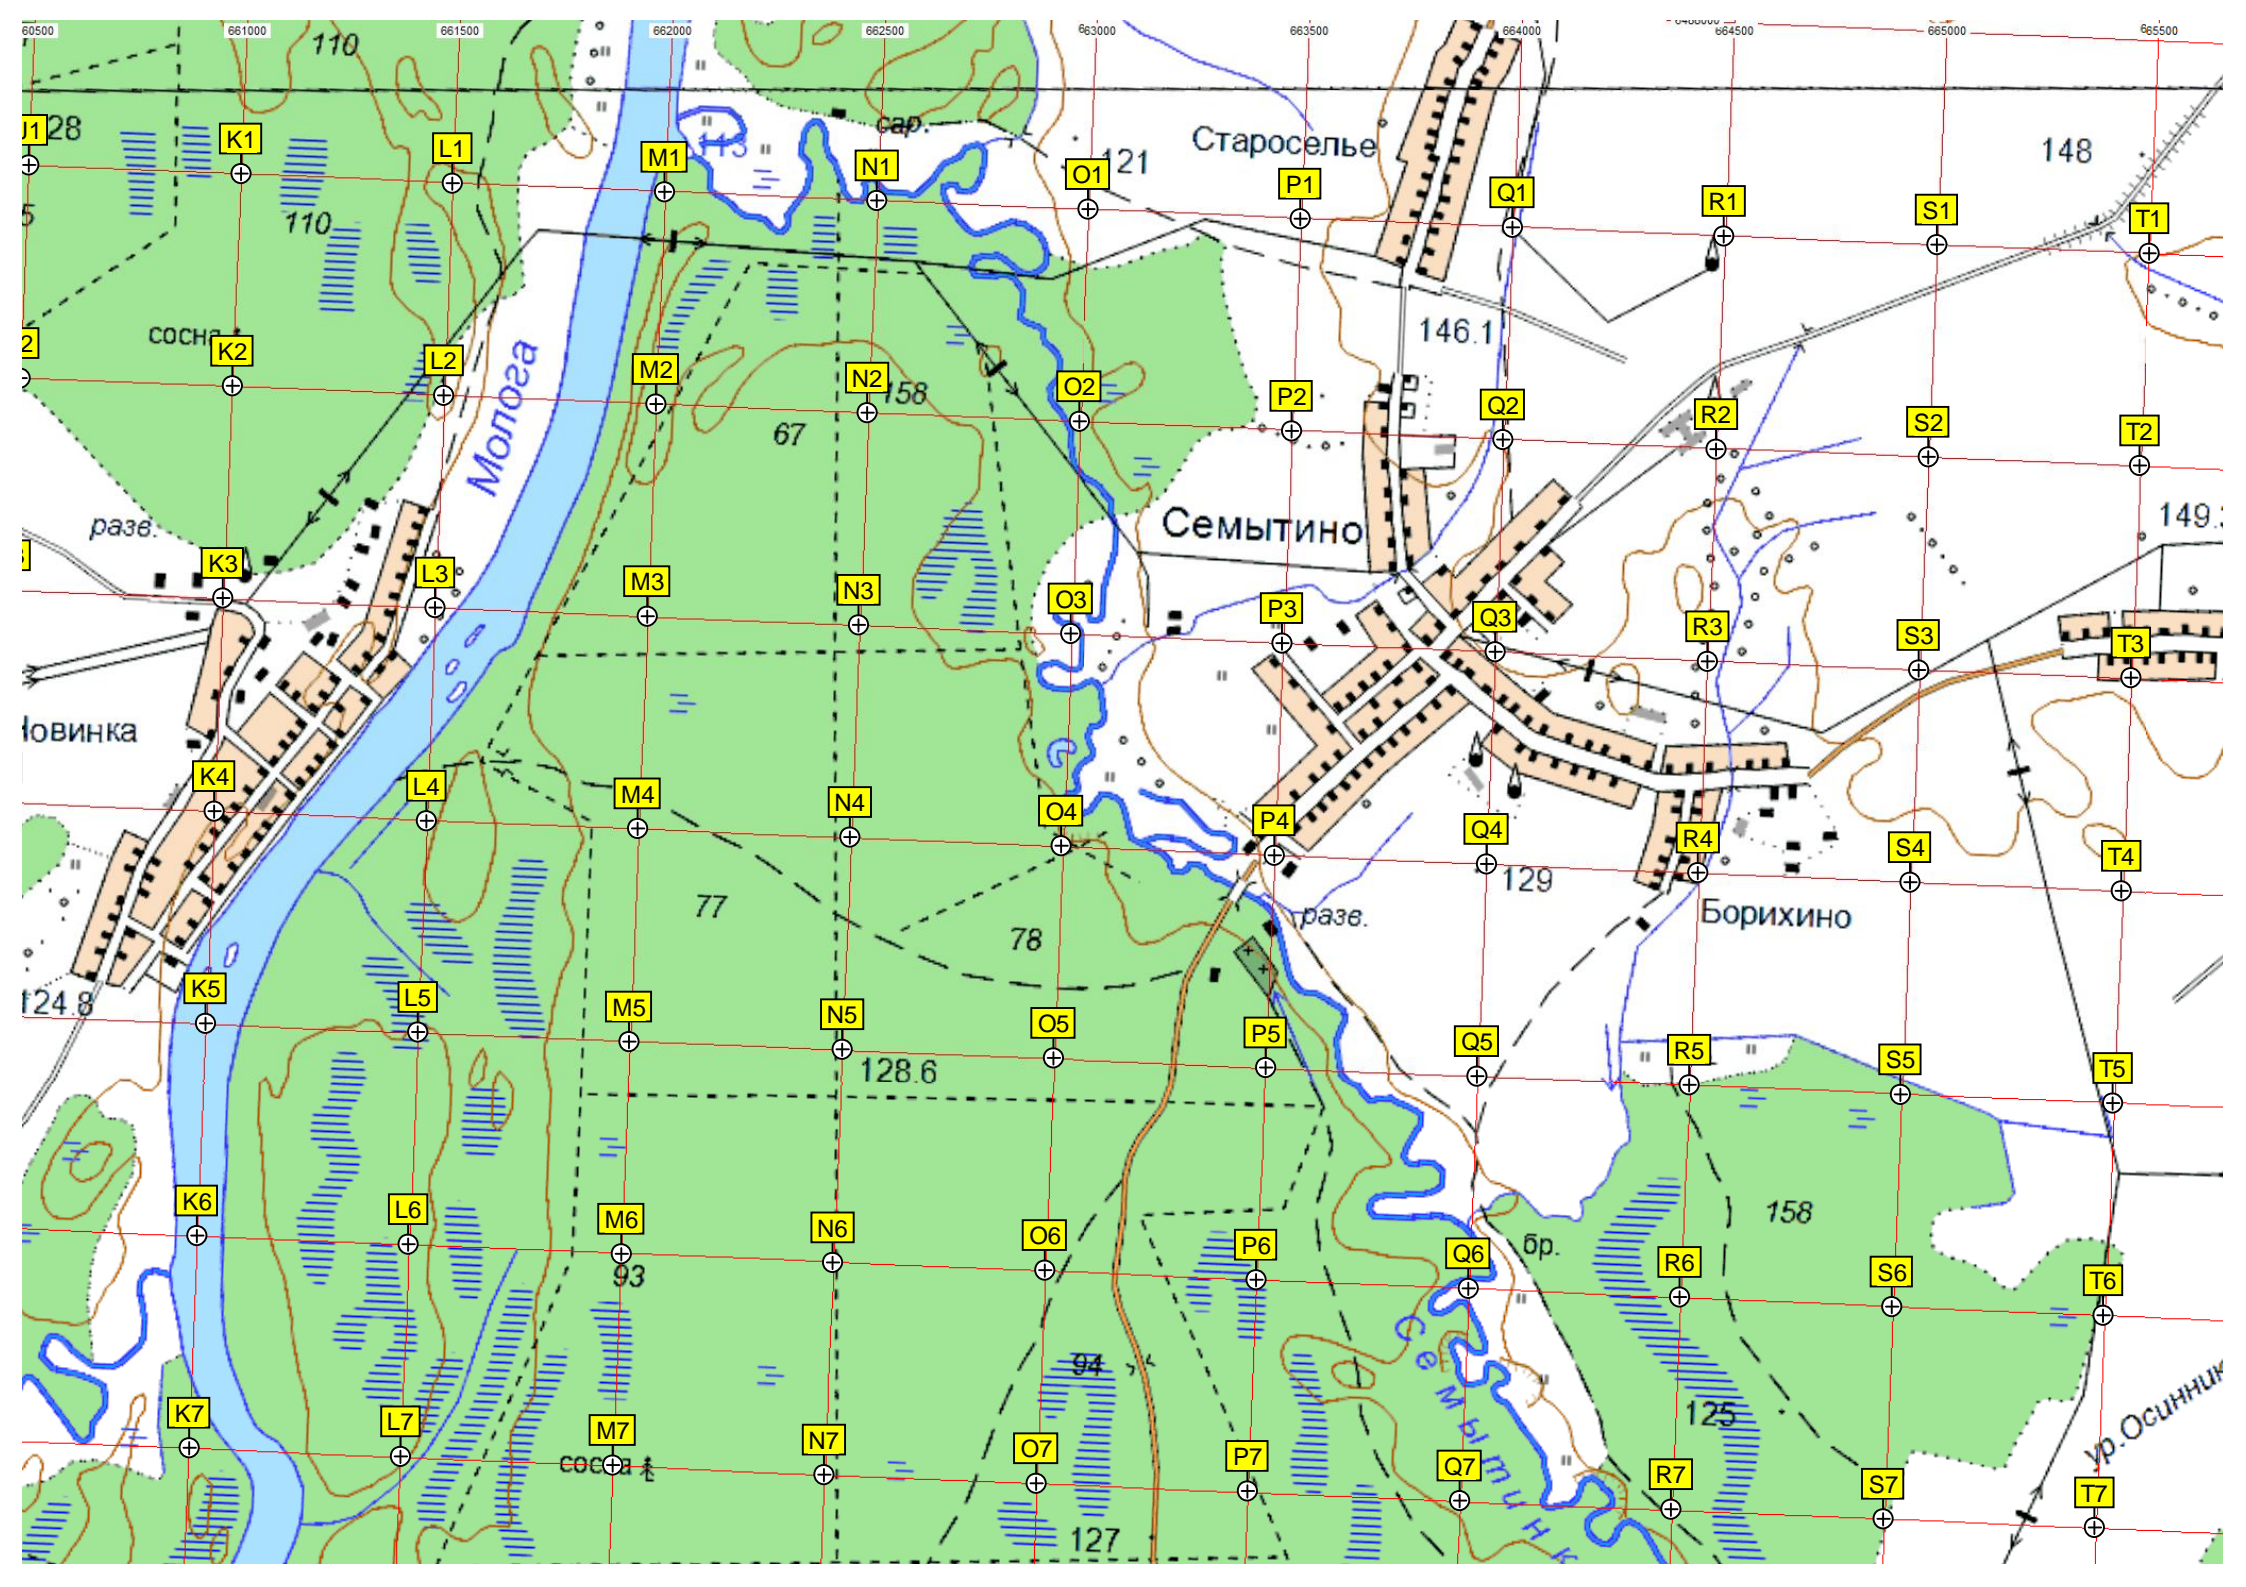 60500 661000 661500 662000 662500 663000 663500 664000 664500 665000 665500
110
сар.
J1 28 K1 L1 M1 113 N1 O1 121 Староселье P1 Q1 R1 S1 148 T1
5 110
146.1
сосна
2 K2 L2 M2 N2 158 O2 P2 Q2 R2 S2 T2
Молога
67
разв. Семытино 149.
K3 L3 M3 N3 O3 P3 Q3 R3 S3 T3
Новинка
K4 L4 M4 N4 O4 P4 Q4 R4 S4 T4
129
77 78 разв. Борихино
124.8 K5 L5 M5 N5 O5 P5 Q5 R5 S5 T5
128.6
158
K6 L6 M6 N6 O6 P6 Q6 бр. R6 S6 T6
93
94
Семытинк
125
ур.Осинник
K7 L7 M7 N7 O7 P7 Q7 R7 S7 T7
сосна
127